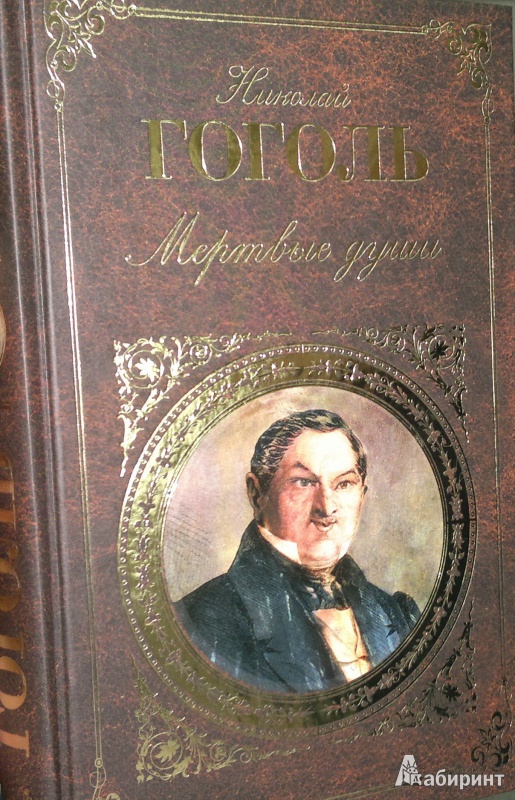 Николай
ГОГОЛЬ
Мертвые души
ГОГОЛЬ
Лабиринт